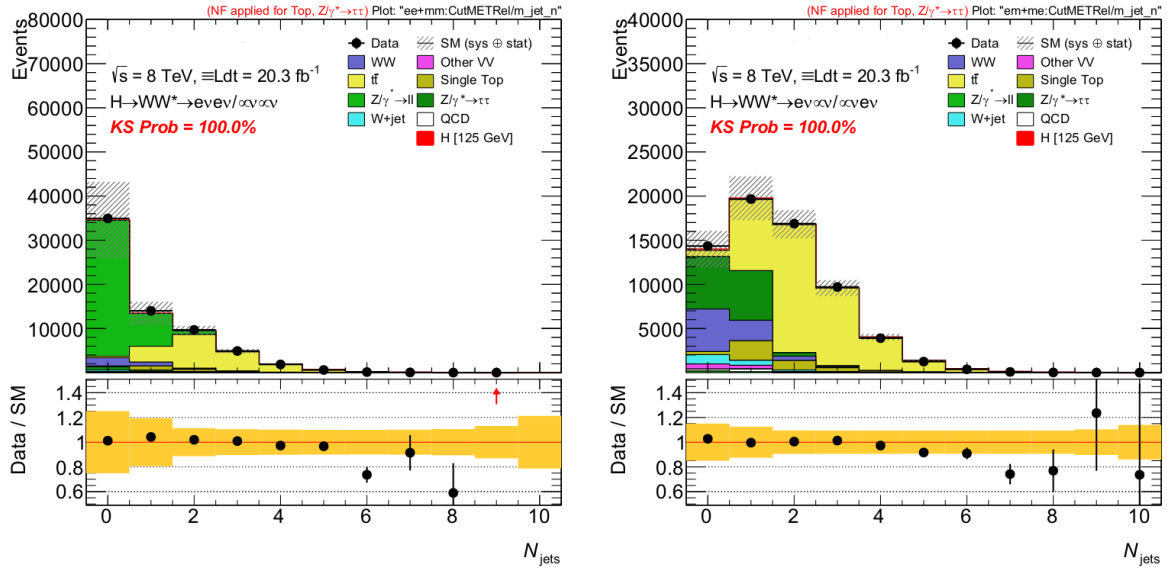 (NF applied for Top, Z/γ*→ττ) Plot: "ee+mm:CutMETRel/m_jet_n"
Events
80000
70000
60000
50000
40000
30000
20000
10000
√s = 8 TeV, ≡Ldt = 20.3 fb⁻¹
H→WW*→eνeν/∝ν∝ν
KS Prob = 100.0%
Data
WW
tt̄
Z/γ*→ll
W+jet
SM (sys ⊕ stat)
Other VV
Single Top
Z/γ*→ττ
QCD
H [125 GeV]
Data / SM
1.4
1.2
1
0.8
0.6
0 2 4 6 8 10
N_jets
(NF applied for Top, Z/γ*→ττ) Plot: "em+me:CutMETRel/m_jet_n"
Events
40000
35000
30000
25000
20000
15000
10000
5000
0
√s = 8 TeV, ≡Ldt = 20.3 fb⁻¹
H→WW*→eν∝ν/∝νeν
KS Prob = 100.0%
Data
WW
tt̄
Z/γ*→ll
W+jet
SM (sys ⊕ stat)
Other VV
Single Top
Z/γ*→ττ
QCD
H [125 GeV]
Data / SM
1.4
1.2
1
0.8
0.6
0 2 4 6 8 10
N_jets